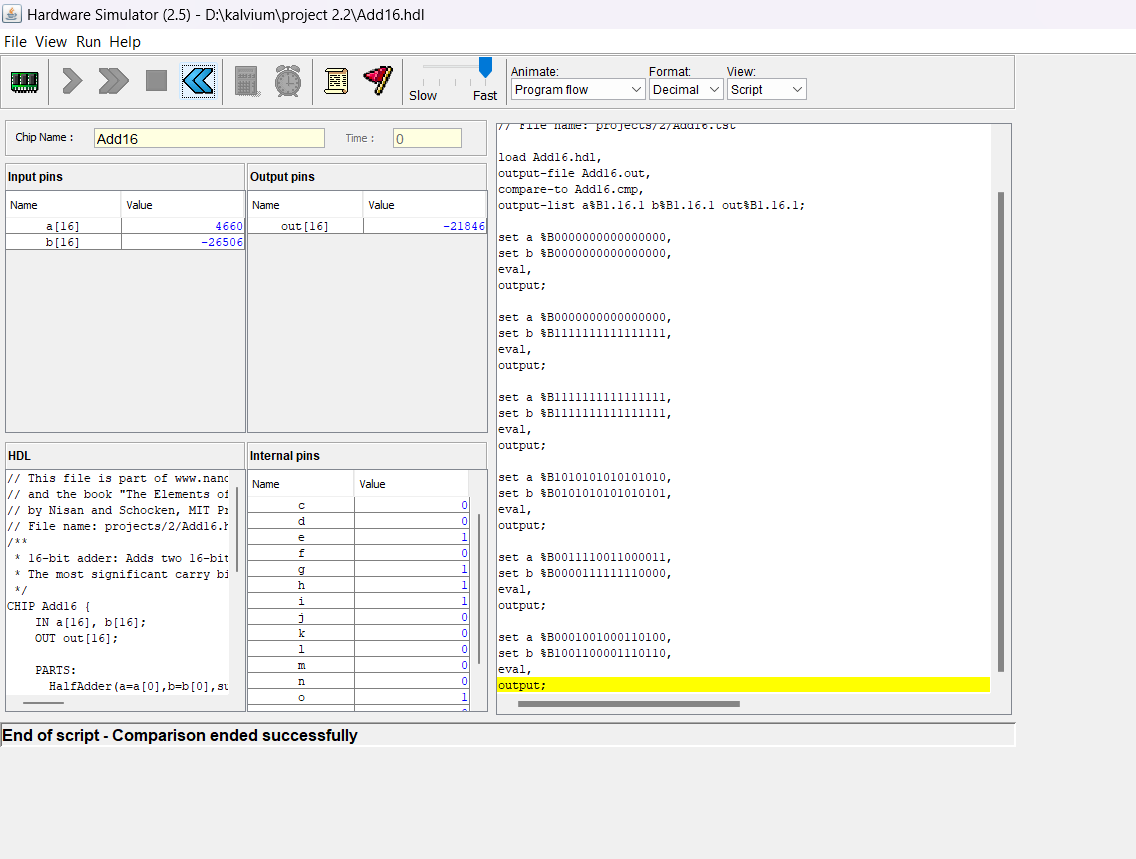 Hardware Simulator (2.5) - D:\kalvium\project 2.2\Add16.hdl
File View Run Help
Slow Fast
Animate: Format: View:
Program flow Decimal Script
Chip Name : Add16 Time : 0
Input pins
Name Value
a[16] 4660
b[16] -26506
Output pins
Name Value
out[16] -21846
HDL
// This file is part of www.nand
// and the book "The Elements of
// by Nisan and Schocken, MIT Pr
// File name: projects/2/Add16.h
/**
* 16-bit adder: Adds two 16-bit
* The most significant carry bi
*/
CHIP Add16 {
IN a[16], b[16];
OUT out[16];
PARTS:
HalfAdder(a=a[0],b=b[0],su
Internal pins
Name Value
c 0
d 0
e 1
f 0
g 1
h 1
i 1
j 0
k 0
l 0
m 0
n 0
o 1
// File name: projects/2/Add16.tst
load Add16.hdl,
output-file Add16.out,
compare-to Add16.cmp,
output-list a%B1.16.1 b%B1.16.1 out%B1.16.1;
set a %B0000000000000000,
set b %B0000000000000000,
eval,
output;
set a %B0000000000000000,
set b %B1111111111111111,
eval,
output;
set a %B1111111111111111,
set b %B1111111111111111,
eval,
output;
set a %B1010101010101010,
set b %B0101010101010101,
eval,
output;
set a %B0011110011000011,
set b %B0000111111110000,
eval,
output;
set a %B0001001000110100,
set b %B1001100001110110,
eval,
output;
End of script - Comparison ended successfully